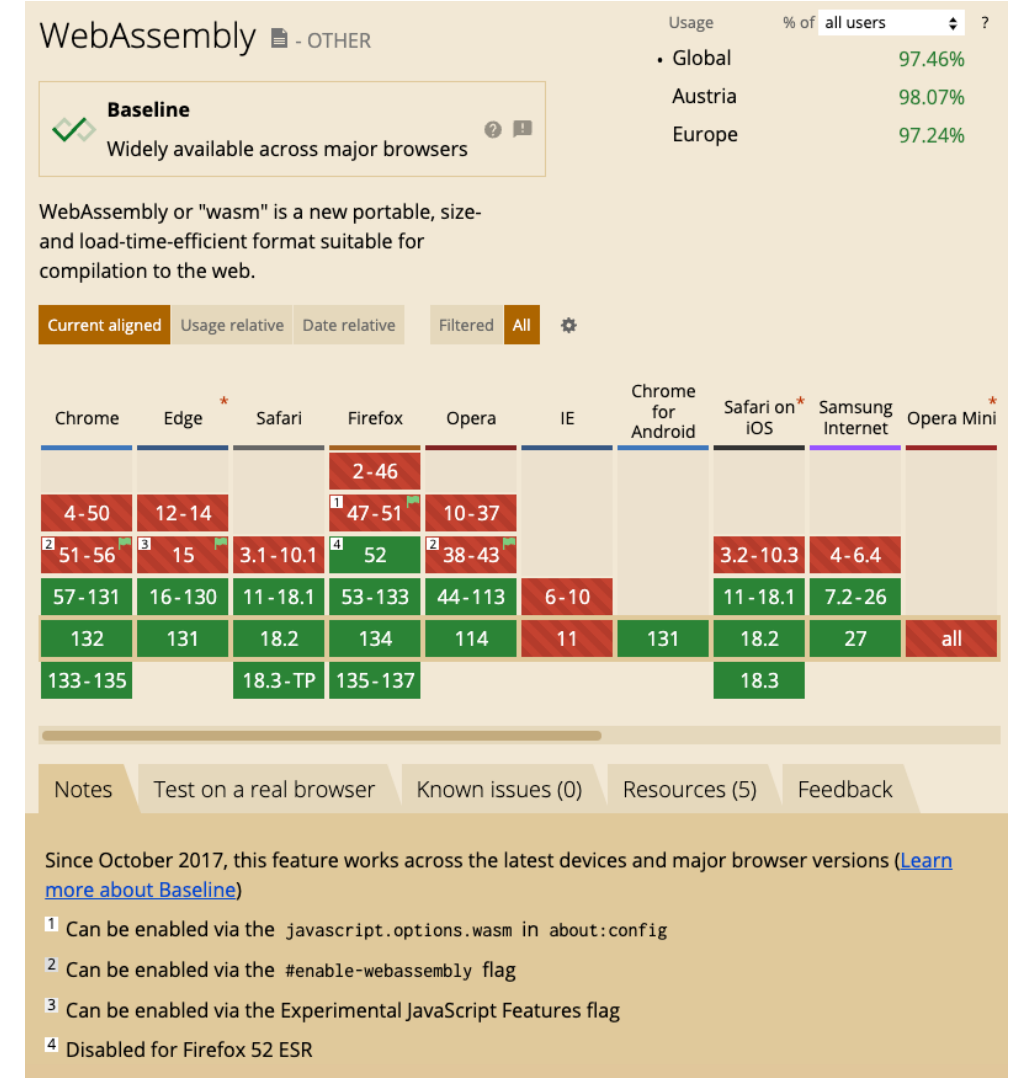 WebAssembly - OTHER
Usage % of all users ?
Global 97.46%
Austria 98.07%
Europe 97.24%
Baseline
Widely available across major browsers
WebAssembly or "wasm" is a new portable, size-
and load-time-efficient format suitable for
compilation to the web.
Current aligned Usage relative Date relative Filtered All
Chrome Edge * Safari Firefox Opera IE Chrome for Android Safari on iOS * Samsung Internet Opera Mini *
2-46
4-50 12-14 1 47-51 10-37
2 51-56 3 15 3.1-10.1 4 52 2 38-43 3.2-10.3 4-6.4
57-131 16-130 11-18.1 53-133 44-113 6-10 11-18.1 7.2-26
132 131 18.2 134 114 11 131 18.2 27 all
133-135 18.3-TP 135-137 18.3
Notes Test on a real browser Known issues (0) Resources (5) Feedback
Since October 2017, this feature works across the latest devices and major browser versions (Learn
more about Baseline)
1 Can be enabled via the javascript.options.wasm in about:config
2 Can be enabled via the #enable-webassembly flag
3 Can be enabled via the Experimental JavaScript Features flag
4 Disabled for Firefox 52 ESR